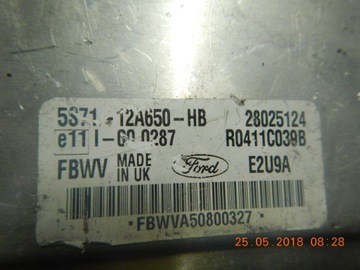 5S71-12A650-HB 28025124
e11 I-60 0287 R0411C039B
FBWV MADE IN UK Ford E2U9A
* FBWVA50800327 *
25.05.2018 08:28